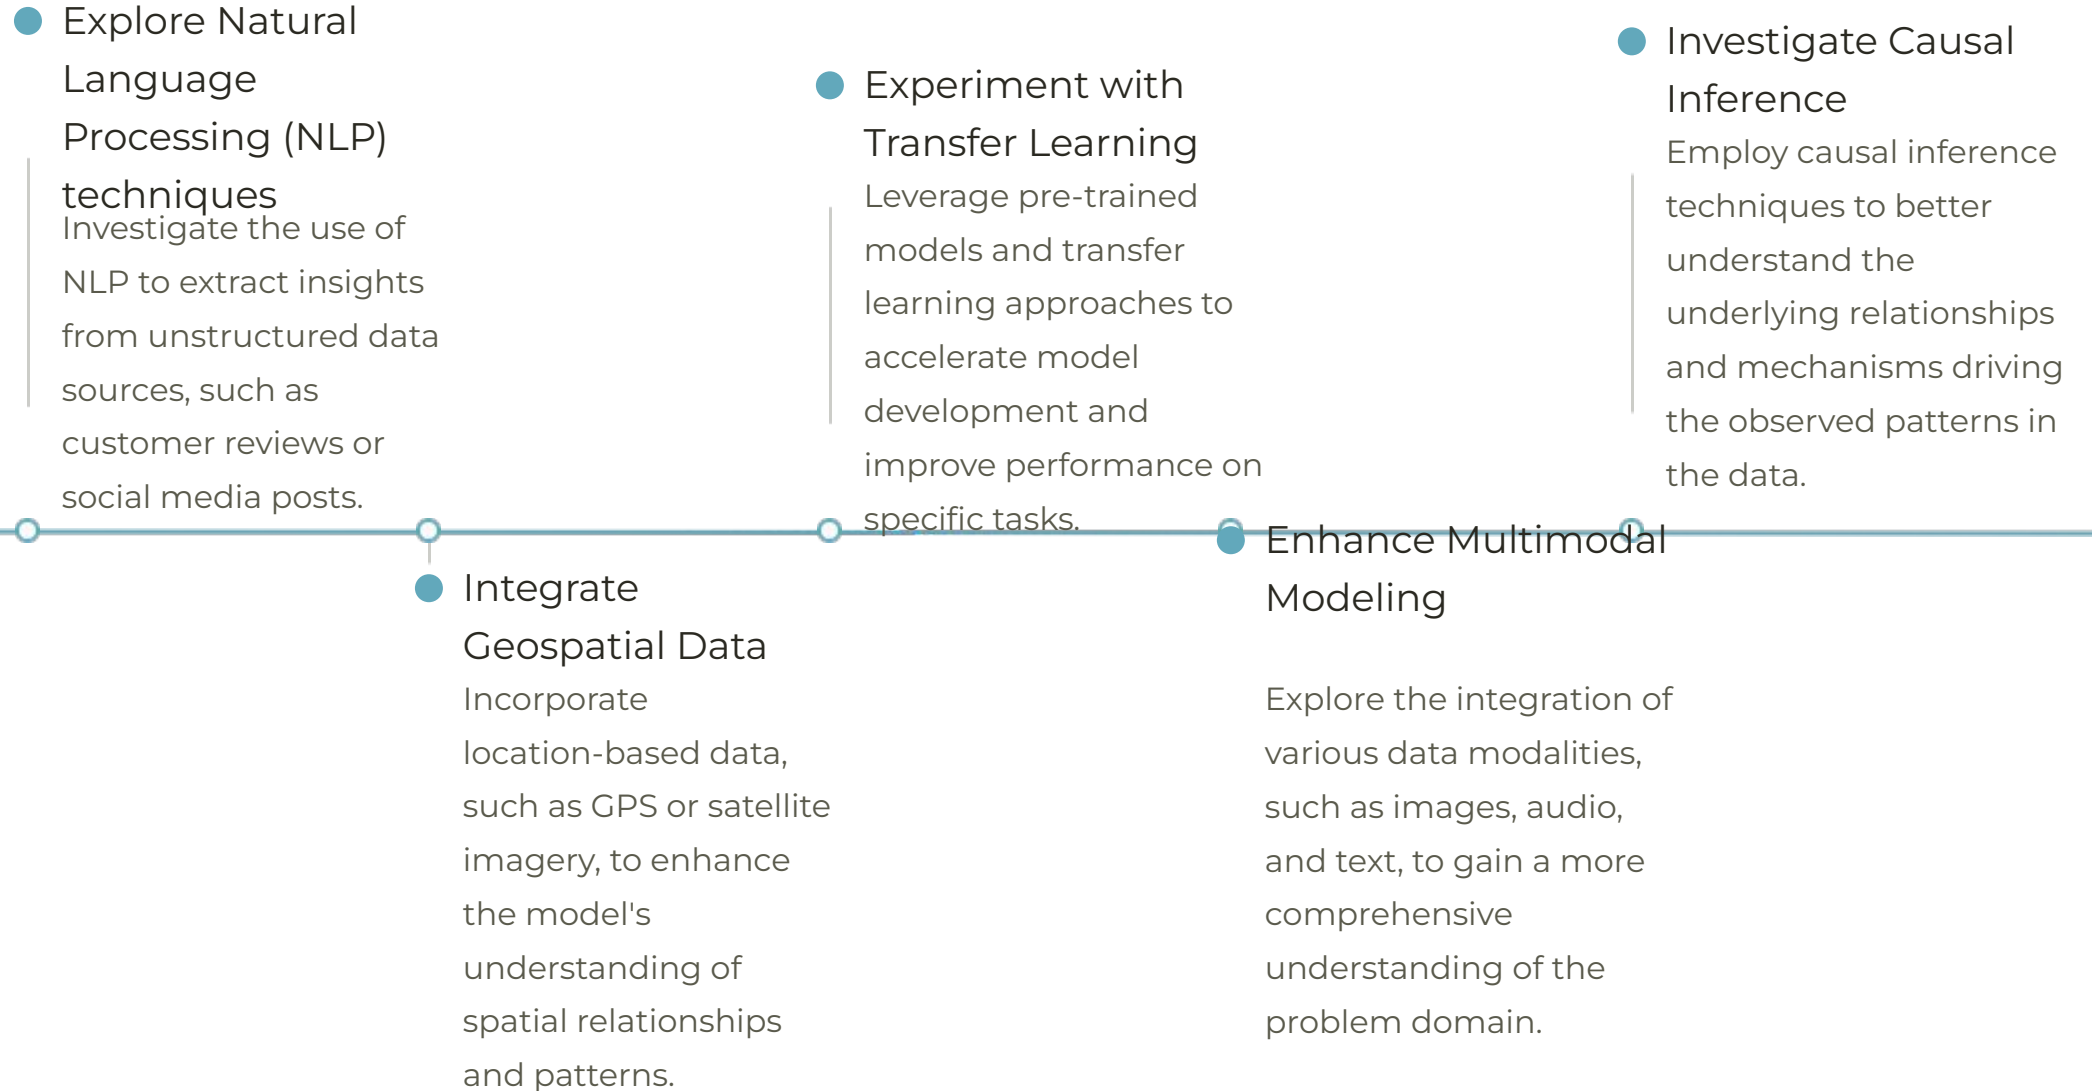 Explore Natural
Language
Processing (NLP)
techniques
Investigate the use of
NLP to extract insights
from unstructured data
sources, such as
customer reviews or
social media posts.
Integrate
Geospatial Data
Incorporate
location-based data,
such as GPS or satellite
imagery, to enhance
the model's
understanding of
spatial relationships
and patterns.
Experiment with
Transfer Learning
Leverage pre-trained
models and transfer
learning approaches to
accelerate model
development and
improve performance on
specific tasks.
Enhance Multimodal
Modeling
Explore the integration of
various data modalities,
such as images, audio,
and text, to gain a more
comprehensive
understanding of the
problem domain.
Investigate Causal
Inference
Employ causal inference
techniques to better
understand the
underlying relationships
and mechanisms driving
the observed patterns in
the data.